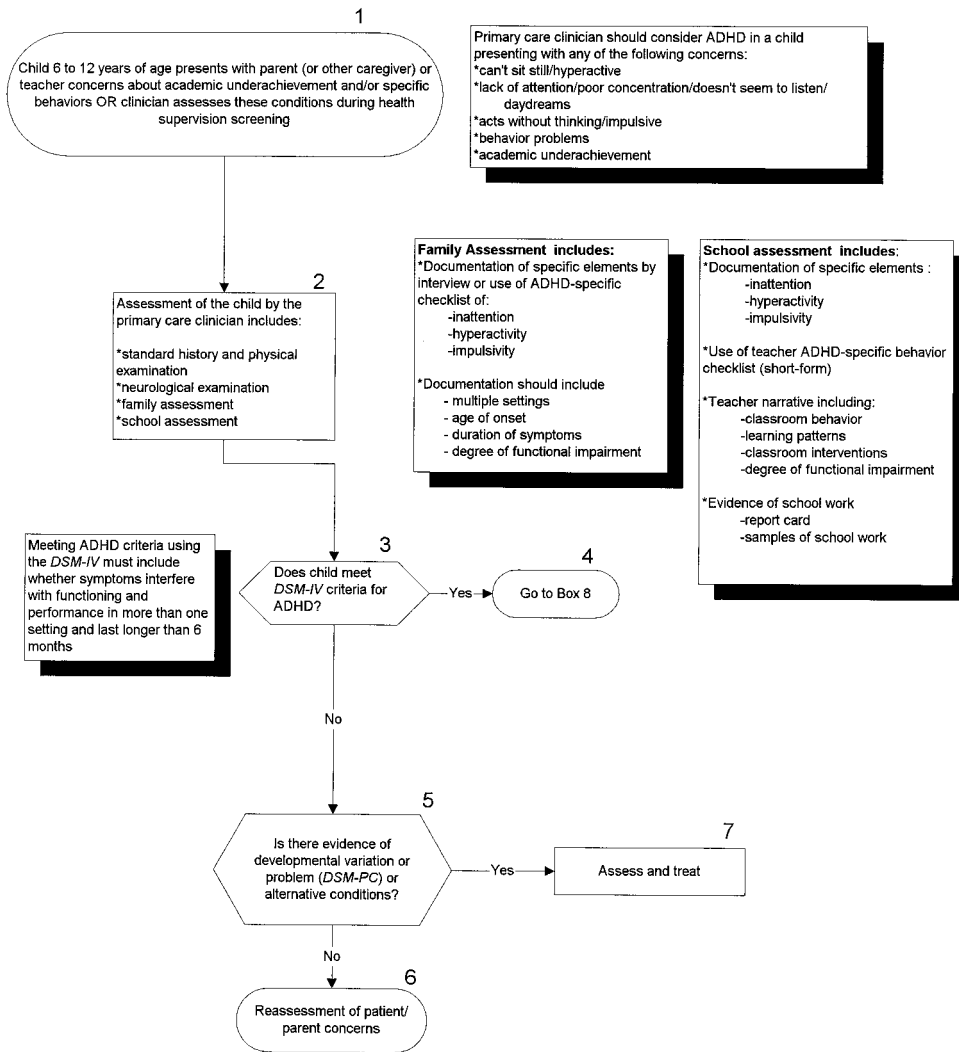 1
Child 6 to 12 years of age presents with parent (or other caregiver) or
teacher concerns about academic underachievement and/or specific
behaviors OR clinician assesses these conditions during health
supervision screening
Primary care clinician should consider ADHD in a child
presenting with any of the following concerns:
*can't sit still/hyperactive
*lack of attention/poor concentration/doesn't seem to listen/
daydreams
*acts without thinking/impulsive
*behavior problems
*academic underachievement
2
Assessment of the child by the
primary care clinician includes:
*standard history and physical
examination
*neurological examination
*family assessment
*school assessment
Family Assessment includes:
*Documentation of specific elements by
interview or use of ADHD-specific
checklist of:
-inattention
-hyperactivity
-impulsivity
*Documentation should include
- multiple settings
- age of onset
- duration of symptoms
- degree of functional impairment
School assessment includes:
*Documentation of specific elements :
-inattention
-hyperactivity
-impulsivity
*Use of teacher ADHD-specific behavior
checklist (short-form)
*Teacher narrative including:
-classroom behavior
-learning patterns
-classroom interventions
-degree of functional impairment
*Evidence of school work
-report card
-samples of school work
Meeting ADHD criteria using
the DSM-IV must include
whether symptoms interfere
with functioning and
performance in more than one
setting and last longer than 6
months
3
Does child meet
DSM-IV criteria for
ADHD?
Yes
4
Go to Box 8
No
5
Is there evidence of
developmental variation or
problem (DSM-PC) or
alternative conditions?
Yes
7
Assess and treat
No
6
Reassessment of patient/
parent concerns